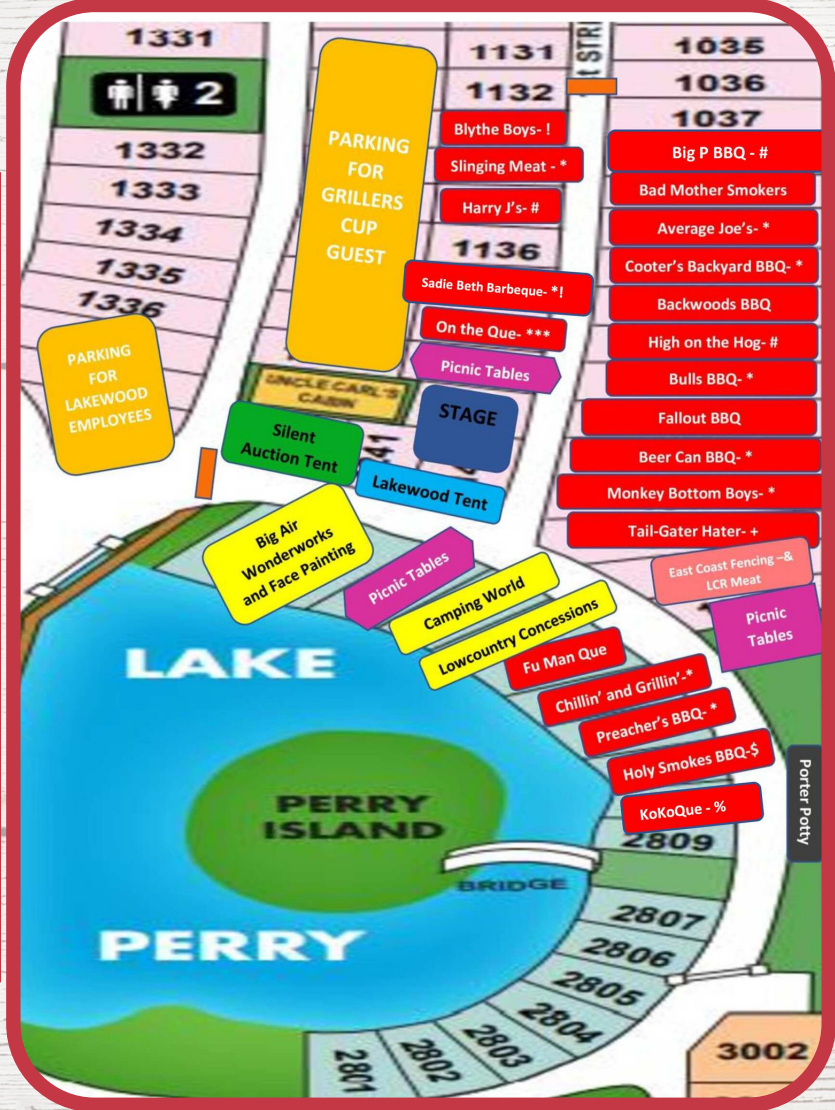 1331
2
1332
1333
1334
1335
1336
PARKING
FOR
LAKEWOOD
EMPLOYEES
PARKING
FOR
GRILLERS
CUP
GUEST
UNCLE CARL'S
CABIN
Silent
Auction Tent
41
Lakewood Tent
1131
1132
Blythe Boys- !
Slinging Meat - *
Harry J's- #
1136
Sadie Beth Barbeque- *!
On the Que- ***
Picnic Tables
STAGE
1035
1036
1037
Big P BBQ - #
Bad Mother Smokers
Average Joe's- *
Cooter's Backyard BBQ- *
Backwoods BBQ
High on the Hog- #
Bulls BBQ- *
Fallout BBQ
Beer Can BBQ- *
Monkey Bottom Boys- *
Tail-Gater Hater- +
East Coast Fencing –&
LCR Meat
Picnic
Tables
Big Air
Wonderworks
and Face Painting
Picnic Tables
Camping World
Lowcountry Concessions
Fu Man Que
Chillin' and Grillin'-*
Preacher's BBQ- *
Holy Smokes BBQ-$
KoKoQue - %
Porter Potty
LAKE
PERRY
ISLAND
BRIDGE
PERRY
2809
2807
2806
2805
2804
2803
2802
2801
3002